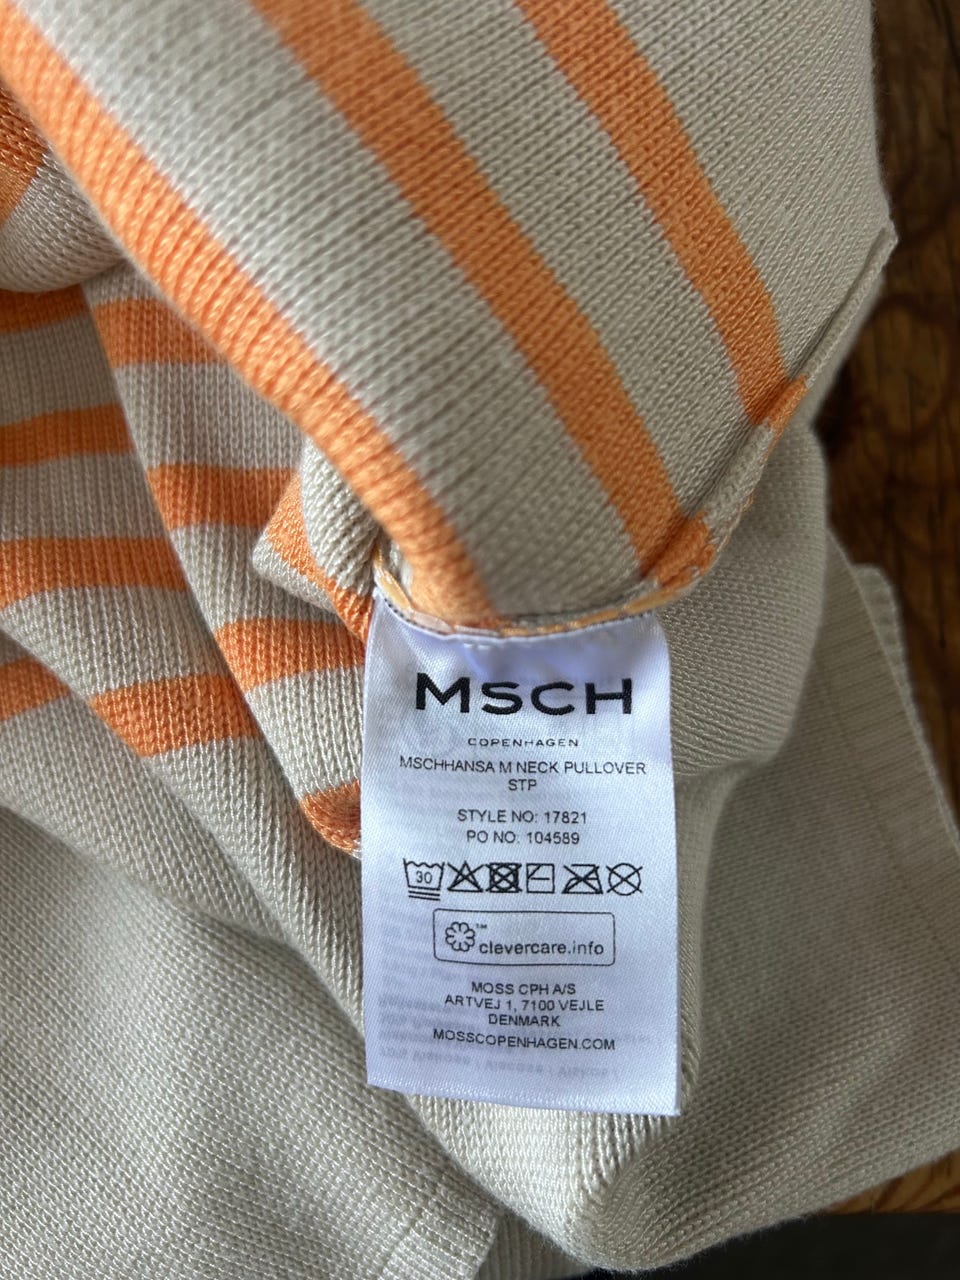 MSCH
COPENHAGEN
MSCHHANSA M NECK PULLOVER
STP
STYLE NO: 17821
PO NO: 104589
30
™
clevercare.info
MOSS CPH A/S
ARTVEJ 1, 7100 VEJLE
DENMARK
MOSSCOPENHAGEN.COM